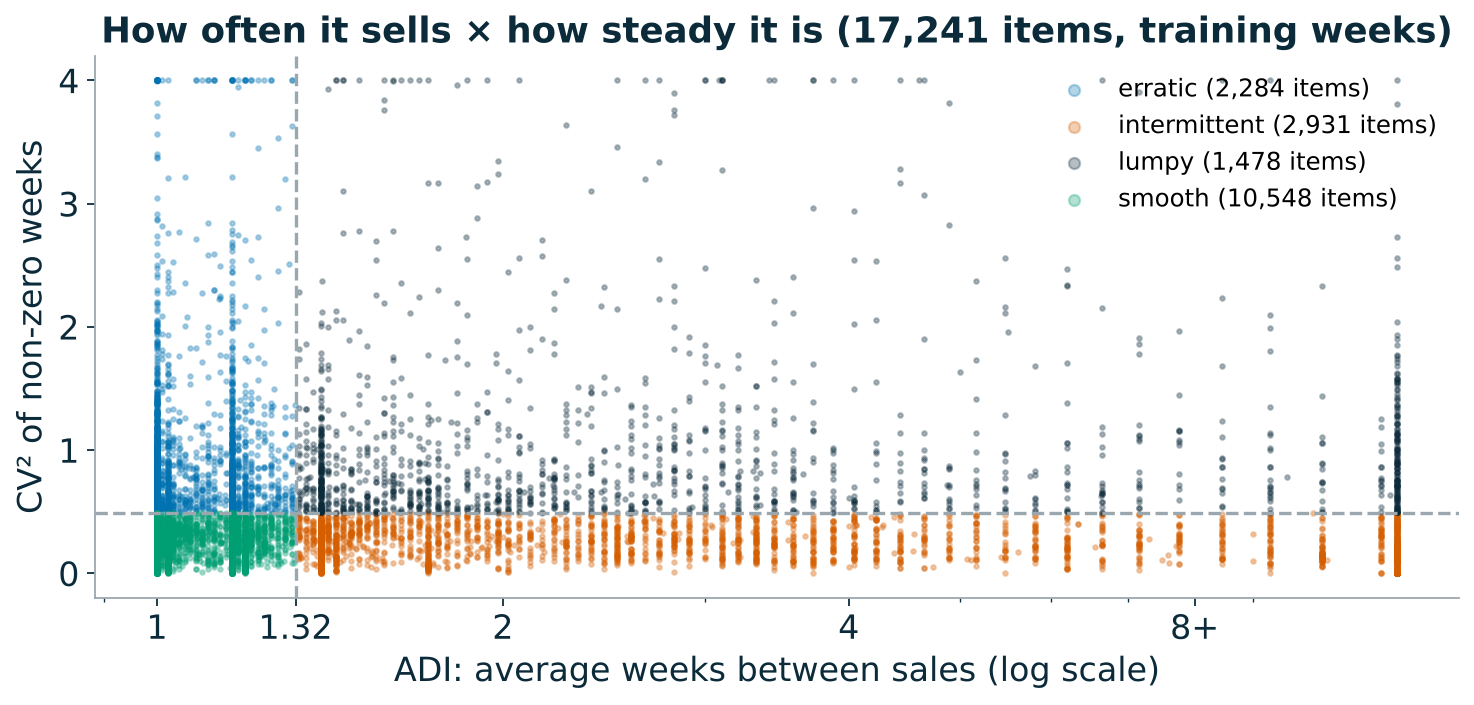 How often it sells × how steady it is (17,241 items, training weeks)
CV² of non-zero weeks
4
3
2
1
0
erratic (2,284 items)
intermittent (2,931 items)
lumpy (1,478 items)
smooth (10,548 items)
1
1.32
2
4
8+
ADI: average weeks between sales (log scale)